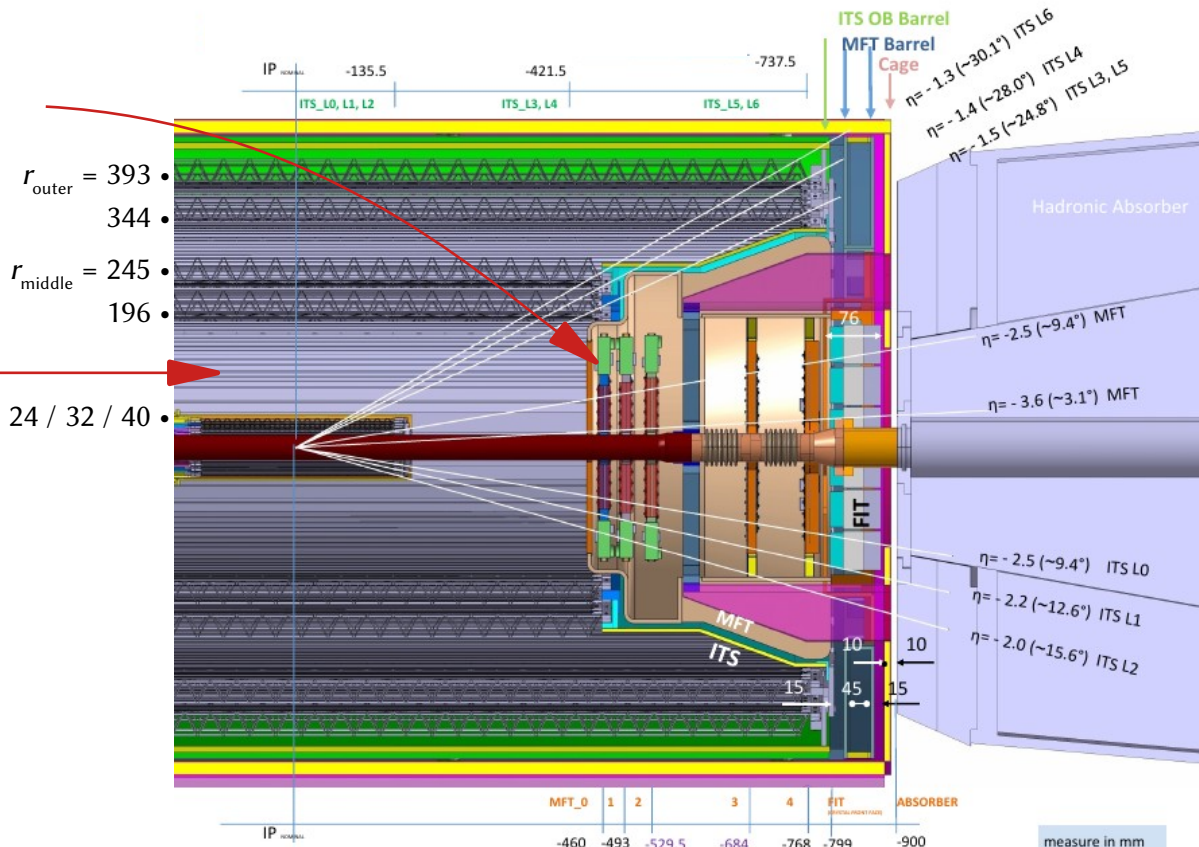 ITS OB Barrel
MFT Barrel
Cage
IP NOMINAL
-135.5
-421.5
-737.5
ITS_L0, L1, L2
ITS_L3, L4
ITS_L5, L6
η= - 1.3 (~30.1°) ITS L6
η= - 1.4 (~28.0°) ITS L4
η= - 1.5 (~24.8°) ITS L3, L5
r outer = 393
344
r middle = 245
196
24 / 32 / 40
Hadronic Absorber
76
η= -2.5 (~9.4°) MFT
η= - 3.6 (~3.1°) MFT
FIT
η= - 2.5 (~9.4°) ITS L0
η= - 2.2 (~12.6°) ITS L1
η= - 2.0 (~15.6°) ITS L2
MFT
ITS
10
10
15
45
15
MFT_0 1 2 3 4 FIT ABSORBER
IP NOMINAL
-460 -493 -529.5 -684 -768 -799 -900
measure in mm